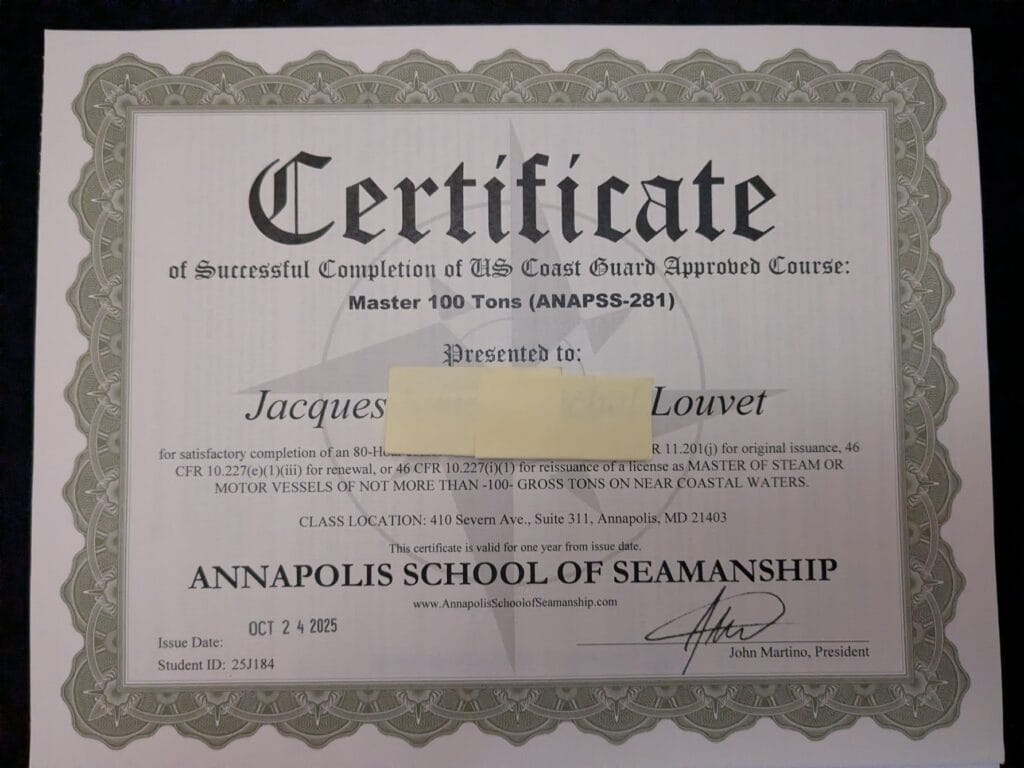 Certificate
of Successful Completion of US Coast Guard Approved Course:
Master 100 Tons (ANAPSS-281)
Presented to:
Jacques Louvet
for satisfactory completion of an 80-Hour R 11.201(j) for original issuance, 46
CFR 10.227(e)(1)(iii) for renewal, or 46 CFR 10.227(i)(1) for reissuance of a license as MASTER OF STEAM OR
MOTOR VESSELS OF NOT MORE THAN -100- GROSS TONS ON NEAR COASTAL WATERS.
CLASS LOCATION: 410 Severn Ave., Suite 311, Annapolis, MD 21403
This certificate is valid for one year from issue date.
ANNAPOLIS SCHOOL OF SEAMANSHIP
www.AnnapolisSchoolofSeamanship.com
Issue Date: OCT 24 2025
Student ID: 25J184
John Martino, President